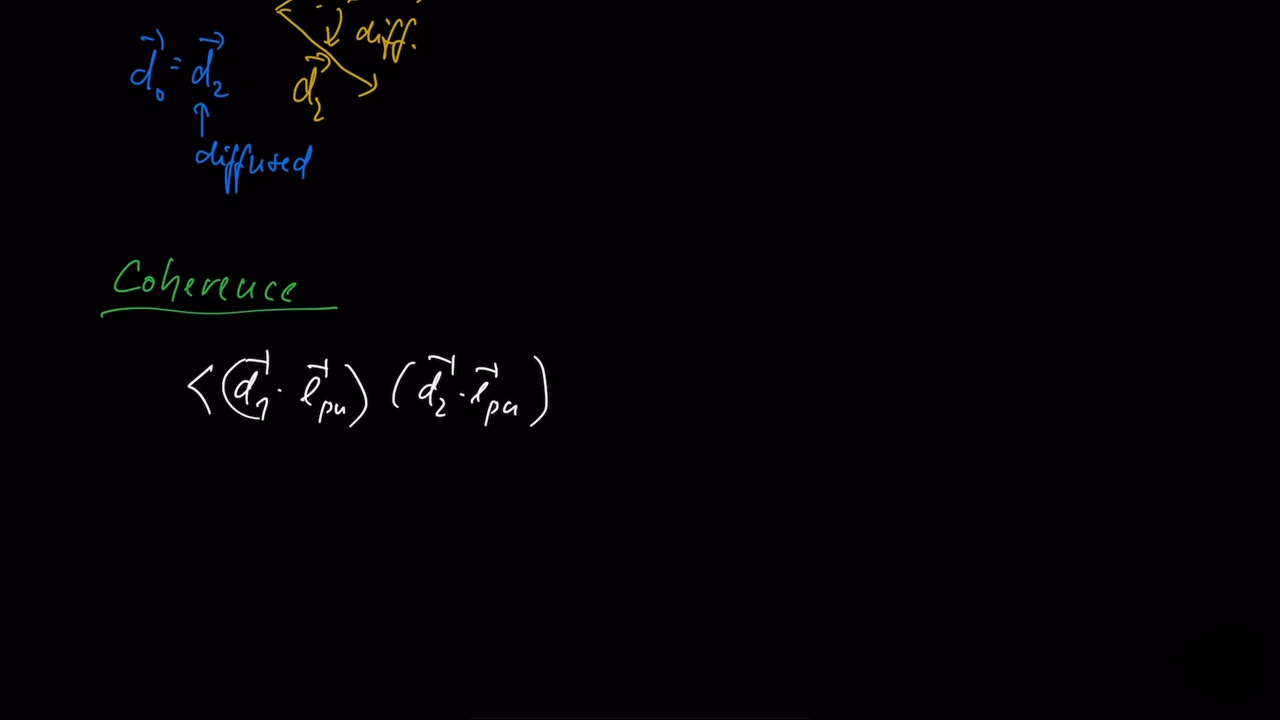 diff.
d⃗₀ = d⃗₂
d⃗₂
↑
diffused
Coherence
<(d⃗₁ · e⃗ₚᵤ) (d⃗₂ · e⃗ₚᵤ)